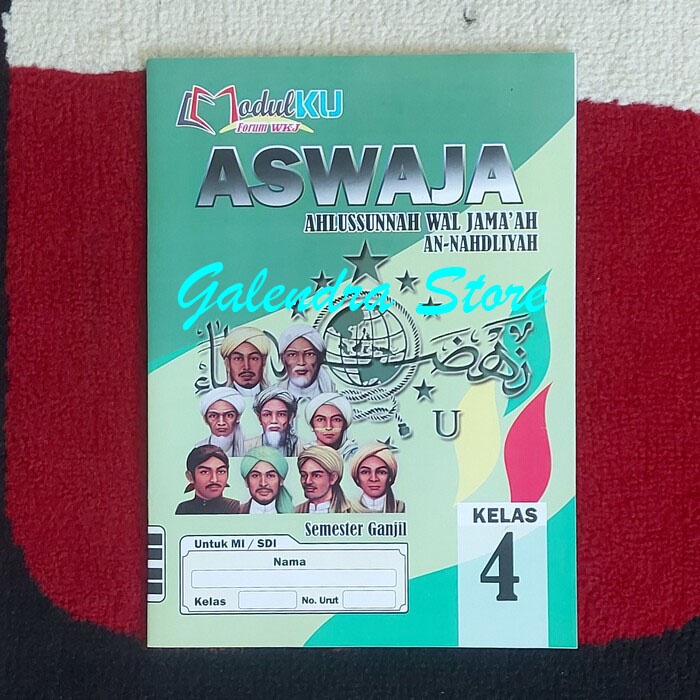 ModulKU
Forum WKJ
ASWAJA
AHLUSSUNNAH WAL JAMA'AH
AN-NAHDLIYAH
Galendra Store
U
Semester Ganjil
Untuk MI / SDI
Nama
Kelas
No. Urut
KELAS
4